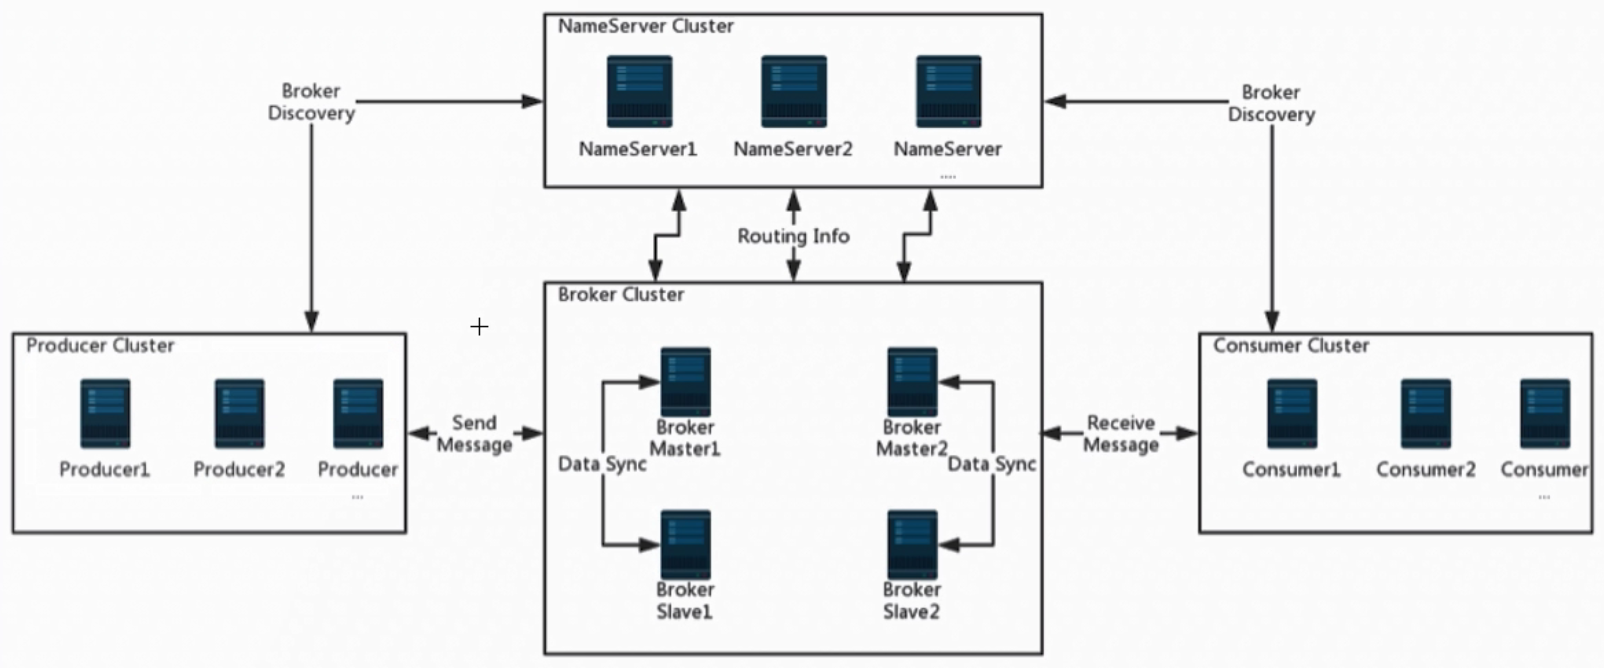 NameServer Cluster
NameServer1
NameServer2
NameServer
....
Broker
Discovery
Broker
Discovery
Routing Info
Producer Cluster
Producer1
Producer2
Producer
...
Send
Message
Broker Cluster
Broker
Master1
Broker
Master2
Data Sync
Data Sync
Broker
Slave1
Broker
Slave2
Receive
Message
Consumer Cluster
Consumer1
Consumer2
Consumer
...